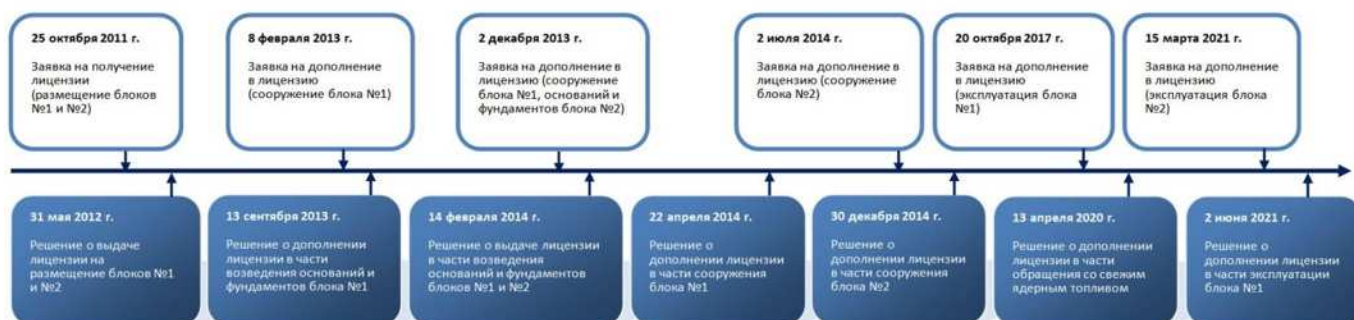 25 октября 2011 г.
Заявка на получение
лицензии
(размещение блоков
№1 и №2)
8 февраля 2013 г.
Заявка на дополнение
в лицензию
(сооружение блока №1)
2 декабря 2013 г.
Заявка на дополнение в
лицензию (сооружение
блока №1, оснований и
фундаментов блока №2)
2 июля 2014 г.
Заявка на дополнение в
лицензию (сооружение
блока №2)
20 октября 2017 г.
Заявка на дополнение
в лицензию
(эксплуатация блока
№1)
15 марта 2021 г.
Заявка на дополнение
в лицензию
(эксплуатация блока
№2)
31 мая 2012 г.
Решение о выдаче
лицензии на
размещение блоков №1
и №2
13 сентября 2013 г.
Решение о дополнении
лицензии в части
возведения оснований и
фундаментов блока №1
14 февраля 2014 г.
Решение о выдаче лицензии
в части возведения
оснований и фундаментов
блоков №1 и №2
22 апреля 2014 г.
Решение о
дополнении лицензии
в части сооружения
блока №1
30 декабря 2014 г.
Решение о
дополнении лицензии
в части сооружения
блока №2
13 апреля 2020 г.
Решение о дополнении
лицензии в части
обращения со свежим
ядерным топливом
2 июня 2021 г.
Решение о
дополнении лицензии
в части эксплуатации
блока №1